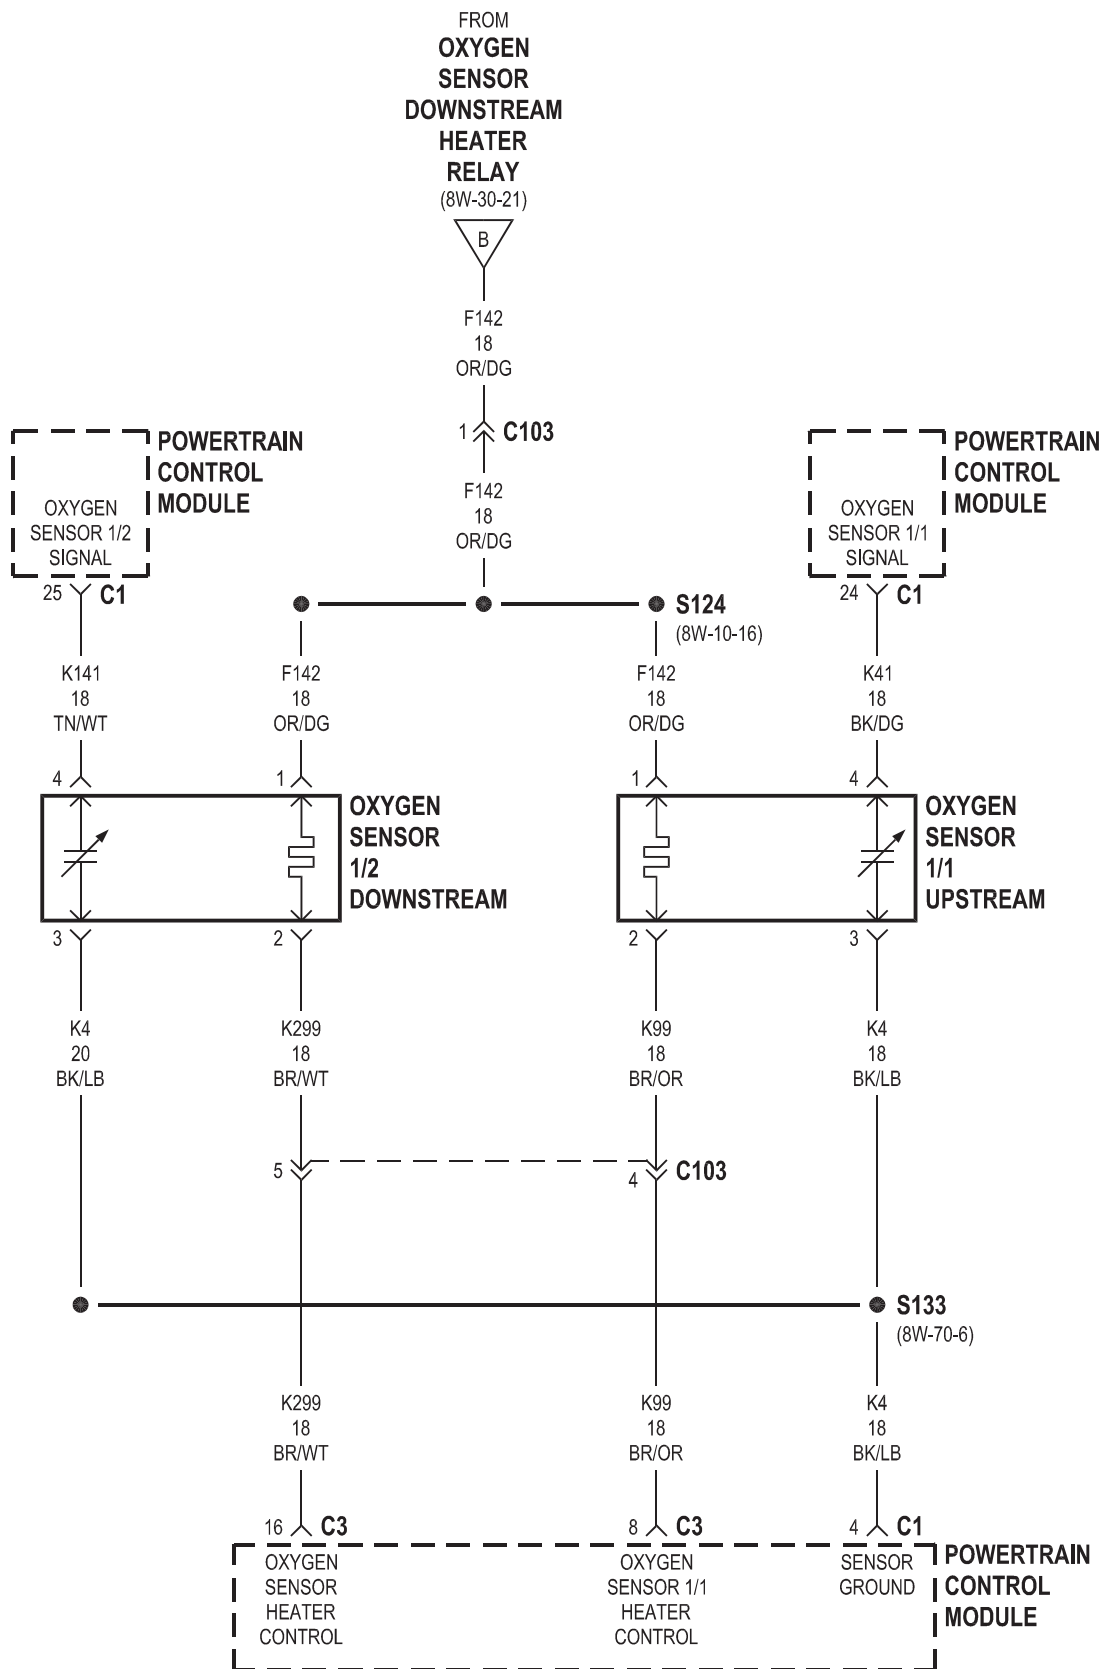 FROM
OXYGEN
SENSOR
DOWNSTREAM
HEATER
RELAY
(8W-30-21)
B
F142
18
OR/DG
1 C103
F142
18
OR/DG
POWERTRAIN
CONTROL
MODULE
OXYGEN
SENSOR 1/2
SIGNAL
25 C1
POWERTRAIN
CONTROL
MODULE
OXYGEN
SENSOR 1/1
SIGNAL
24 C1
S124
(8W-10-16)
K141
18
TN/WT
F142
18
OR/DG
F142
18
OR/DG
K41
18
BK/DG
4 1 1 4
OXYGEN
SENSOR
1/2
DOWNSTREAM
OXYGEN
SENSOR
1/1
UPSTREAM
3 2 2 3
K4
20
BK/LB
K299
18
BR/WT
K99
18
BR/OR
K4
18
BK/LB
5 4 C103
S133
(8W-70-6)
K299
18
BR/WT
K99
18
BR/OR
K4
18
BK/LB
16 C3 8 C3 4 C1
OXYGEN
SENSOR
HEATER
CONTROL
OXYGEN
SENSOR 1/1
HEATER
CONTROL
SENSOR
GROUND
POWERTRAIN
CONTROL
MODULE